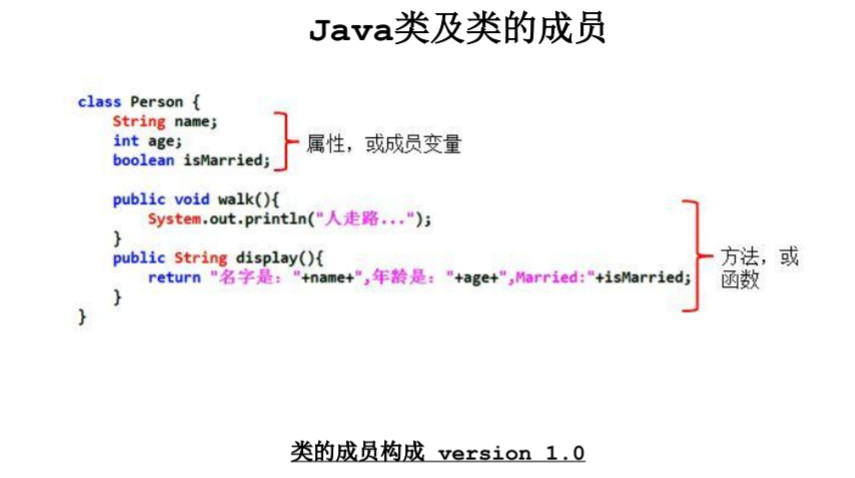 Java类及类的成员
class Person {
String name;
int age;
boolean isMarried;
属性，或成员变量
public void walk(){
System.out.println("人走路...");
}
public String display(){
return "名字是："+name+",年龄是："+age+",Married:"+isMarried;
}
}
方法，或
函数
类的成员构成 version 1.0